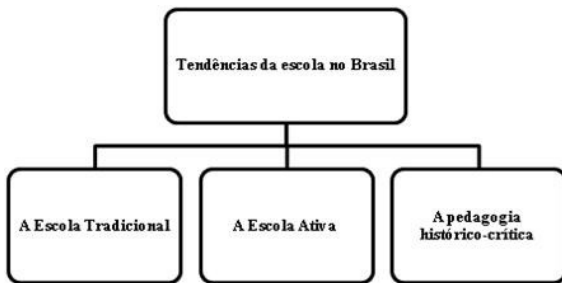 Tendências da escola no Brasil
A Escola Tradicional
A Escola Ativa
A pedagogia
histórico-crítica